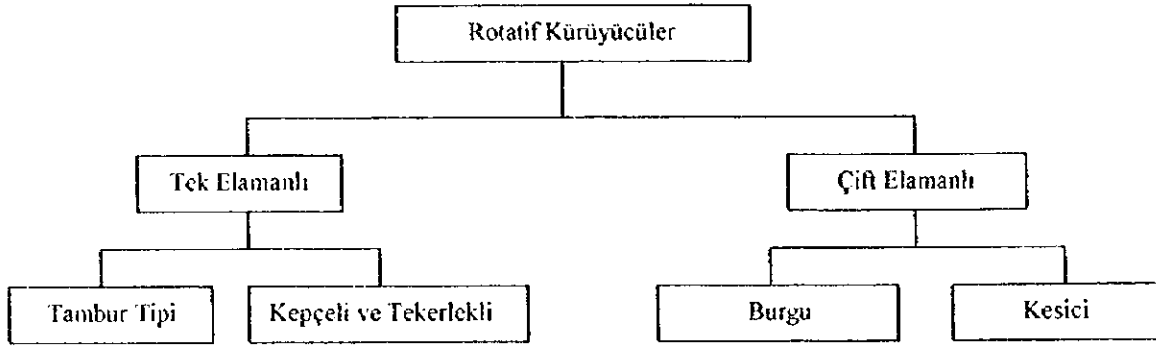 Rotatif Kürüyücüler
Tek Elamanlı
Çift Elamanlı
Tambur Tipi
Kepçeli ve Tekerlekli
Burgu
Kesici